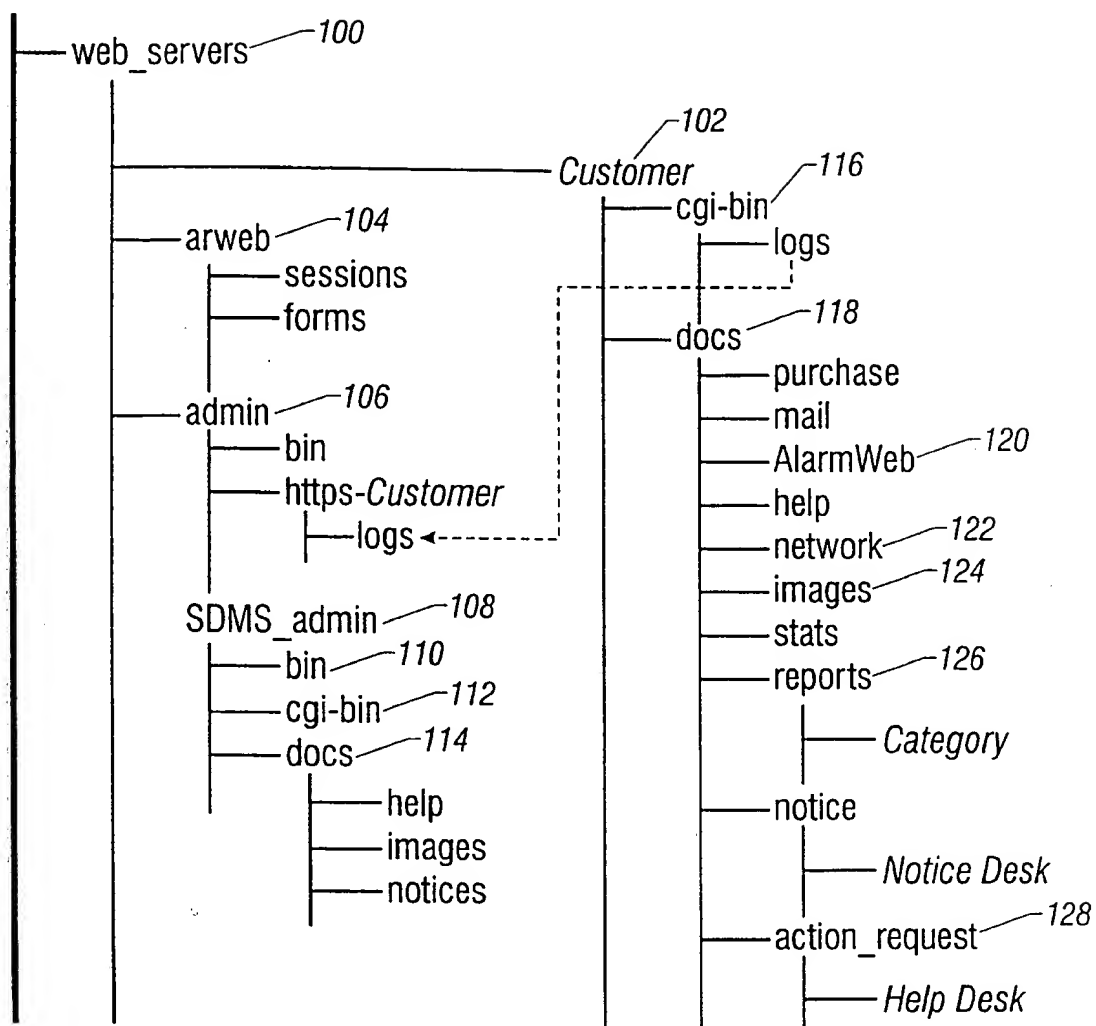 web_servers 100
Customer 102
arweb 104
sessions
forms
admin 106
bin
https-Customer
logs
SDMS_admin 108
bin 110
cgi-bin 112
docs 114
help
images
notices
cgi-bin 116
logs
docs 118
purchase
mail
AlarmWeb 120
help
network 122
images 124
stats
reports 126
Category
notice
Notice Desk
action_request 128
Help Desk